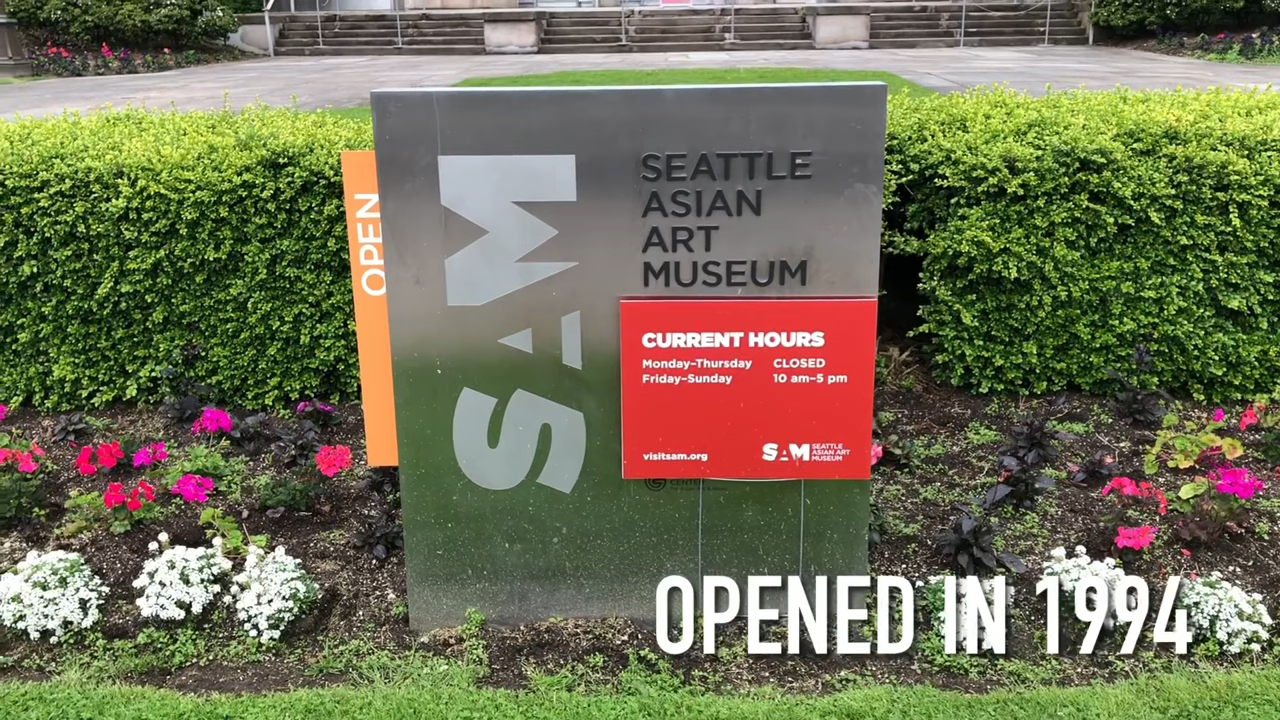 OPEN
SAM
SEATTLE
ASIAN
ART
MUSEUM
CURRENT HOURS
Monday–Thursday CLOSED
Friday–Sunday 10 am–5 pm
visitsam.org
SAM SEATTLE
ASIAN ART
MUSEUM
CENTER
OPENED IN 1994